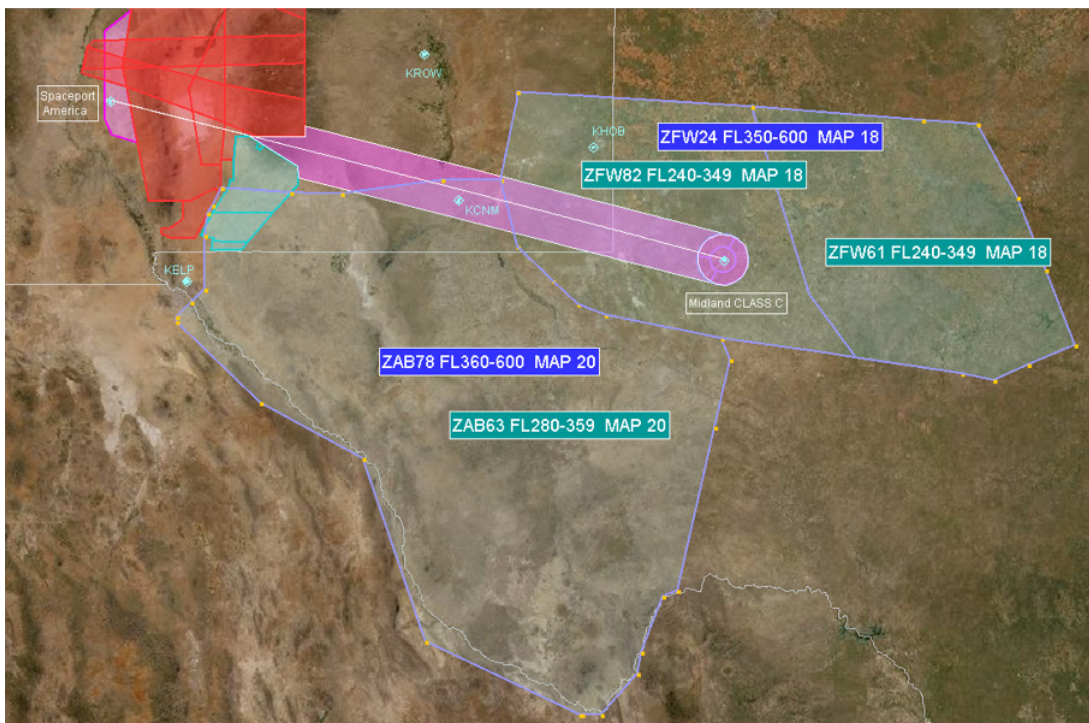 KROW
Spaceport
America
KHOB
ZFW24 FL350-600 MAP 18
ZFW82 FL240-349 MAP 18
KCNM
ZFW61 FL240-349 MAP 18
KELP
Midland CLASS C
ZAB78 FL360-600 MAP 20
ZAB63 FL280-359 MAP 20